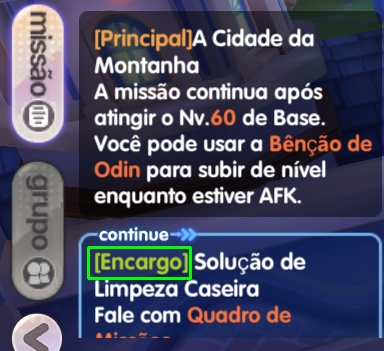 missão
grupo
[Principal]A Cidade da
Montanha
A missão continua após
atingir o Nv.60 de Base.
Você pode usar a Bênção de
Odin para subir de nível
enquanto estiver AFK.
continue
[Encargo] Solução de
Limpeza Caseira
Fale com Quadro de
Missões